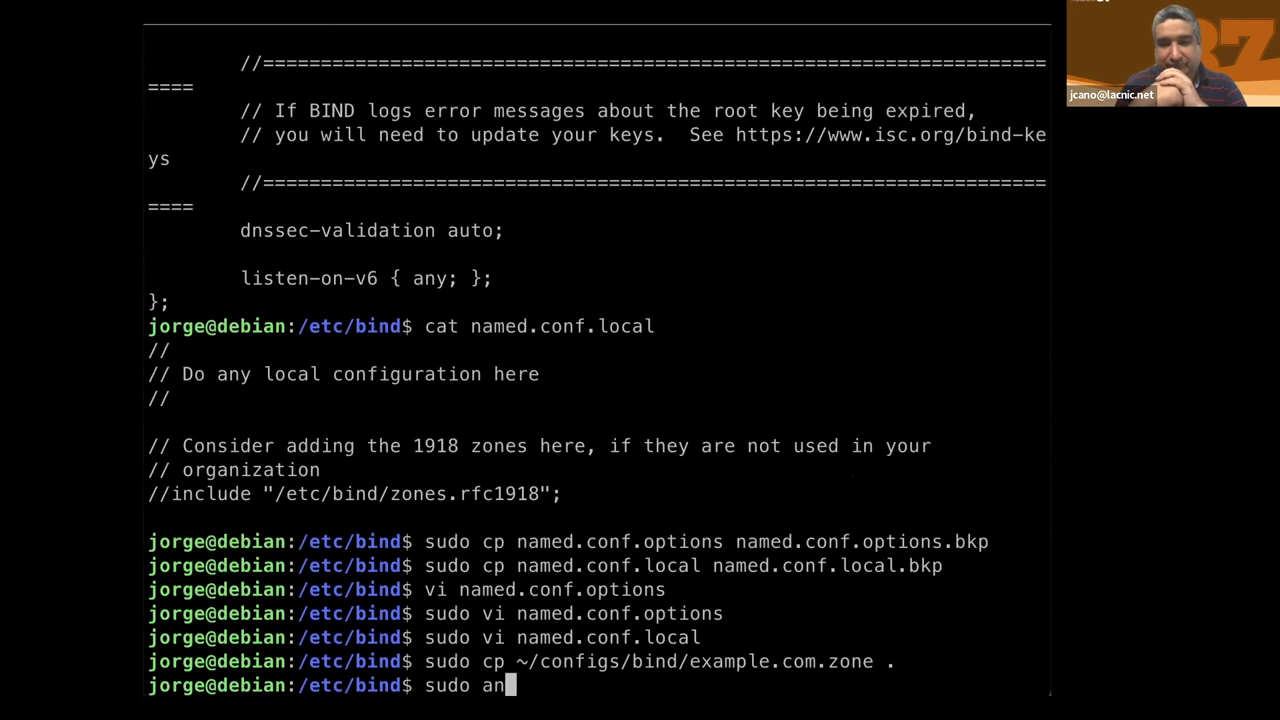 //====================================================================
====
// If BIND logs error messages about the root key being expired,
// you will need to update your keys.  See https://www.isc.org/bind-ke
ys
//====================================================================
====
dnssec-validation auto;
listen-on-v6 { any; };
};
jorge@debian:/etc/bind$ cat named.conf.local
//
// Do any local configuration here
//
// Consider adding the 1918 zones here, if they are not used in your
// organization
//include "/etc/bind/zones.rfc1918";
jorge@debian:/etc/bind$ sudo cp named.conf.options named.conf.options.bkp
jorge@debian:/etc/bind$ sudo cp named.conf.local named.conf.local.bkp
jorge@debian:/etc/bind$ vi named.conf.options
jorge@debian:/etc/bind$ sudo vi named.conf.options
jorge@debian:/etc/bind$ sudo vi named.conf.local
jorge@debian:/etc/bind$ sudo cp ~/configs/bind/example.com.zone .
jorge@debian:/etc/bind$ sudo an
jcano@lacnic.net